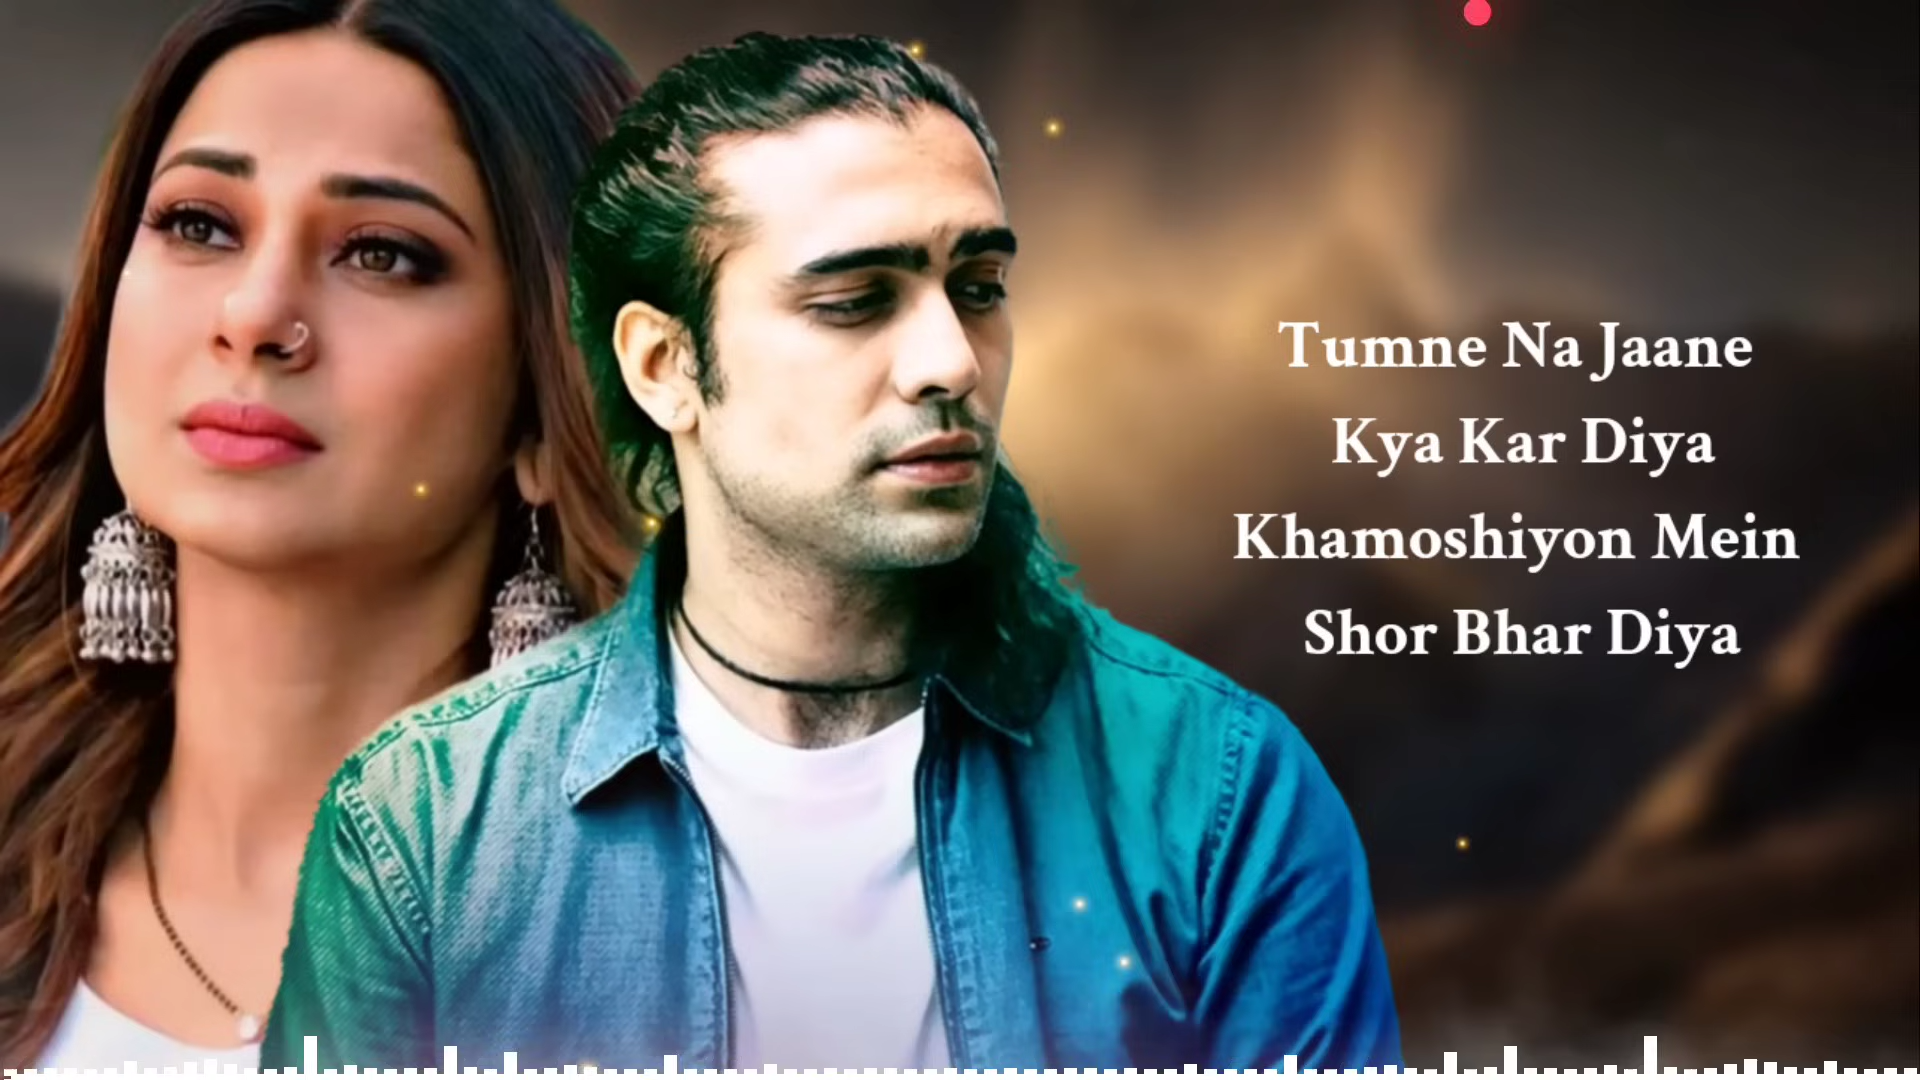 Tumne Na Jaane
Kya Kar Diya
Khamoshiyon Mein
Shor Bhar Diya